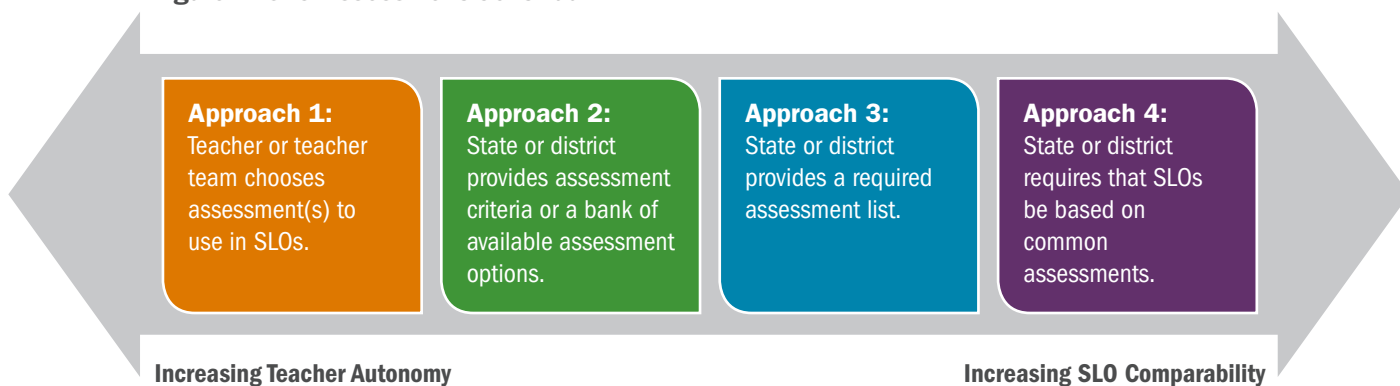 Approach 1:
Teacher or teacher
team chooses
assessment(s) to
use in SLOs.
Approach 2:
State or district
provides assessment
criteria or a bank of
available assessment
options.
Approach 3:
State or district
provides a required
assessment list.
Approach 4:
State or district
requires that SLOs
be based on
common
assessments.
Increasing Teacher Autonomy
Increasing SLO Comparability